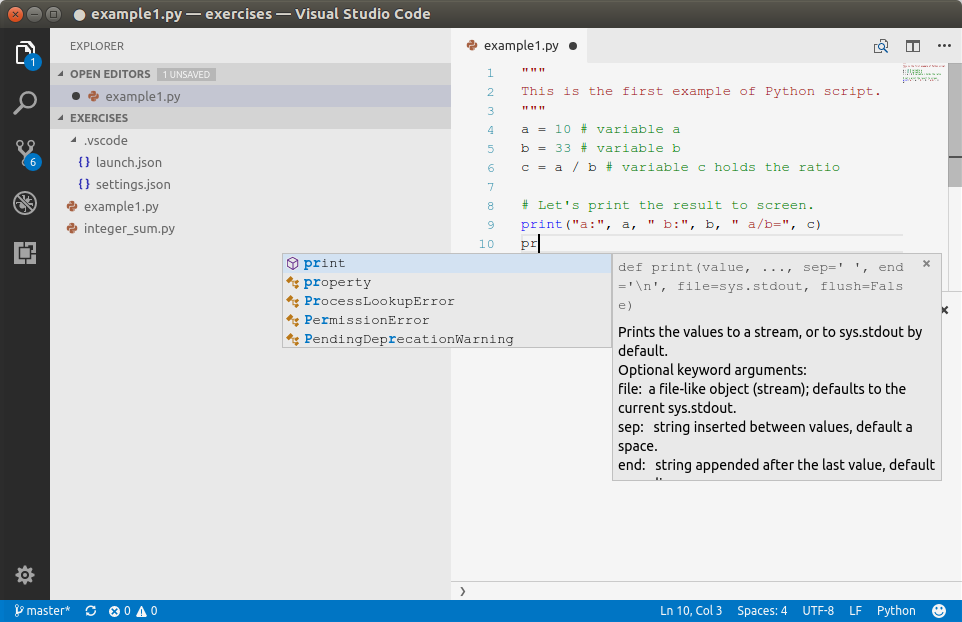 example1.py — exercises — Visual Studio Code
EXPLORER
OPEN EDITORS 1 UNSAVED
example1.py
EXERCISES
.vscode
{} launch.json
{} settings.json
example1.py
integer_sum.py
1
6
example1.py
1 """
2 This is the first example of Python script.
3 """
4 a = 10 # variable a
5 b = 33 # variable b
6 c = a / b # variable c holds the ratio
7
8 # Let's print the result to screen.
9 print("a:", a, " b:", b, " a/b=", c)
10 pr
print
property
ProcessLookupError
PermissionError
PendingDeprecationWarning
def print(value, ..., sep=' ', end
='\n', file=sys.stdout, flush=Fals
e)
Prints the values to a stream, or to sys.stdout by
default.
Optional keyword arguments:
file: a file-like object (stream); defaults to the
current sys.stdout.
sep: string inserted between values, default a
space.
end: string appended after the last value, default
master* 0 0 Ln 10, Col 3 Spaces: 4 UTF-8 LF Python